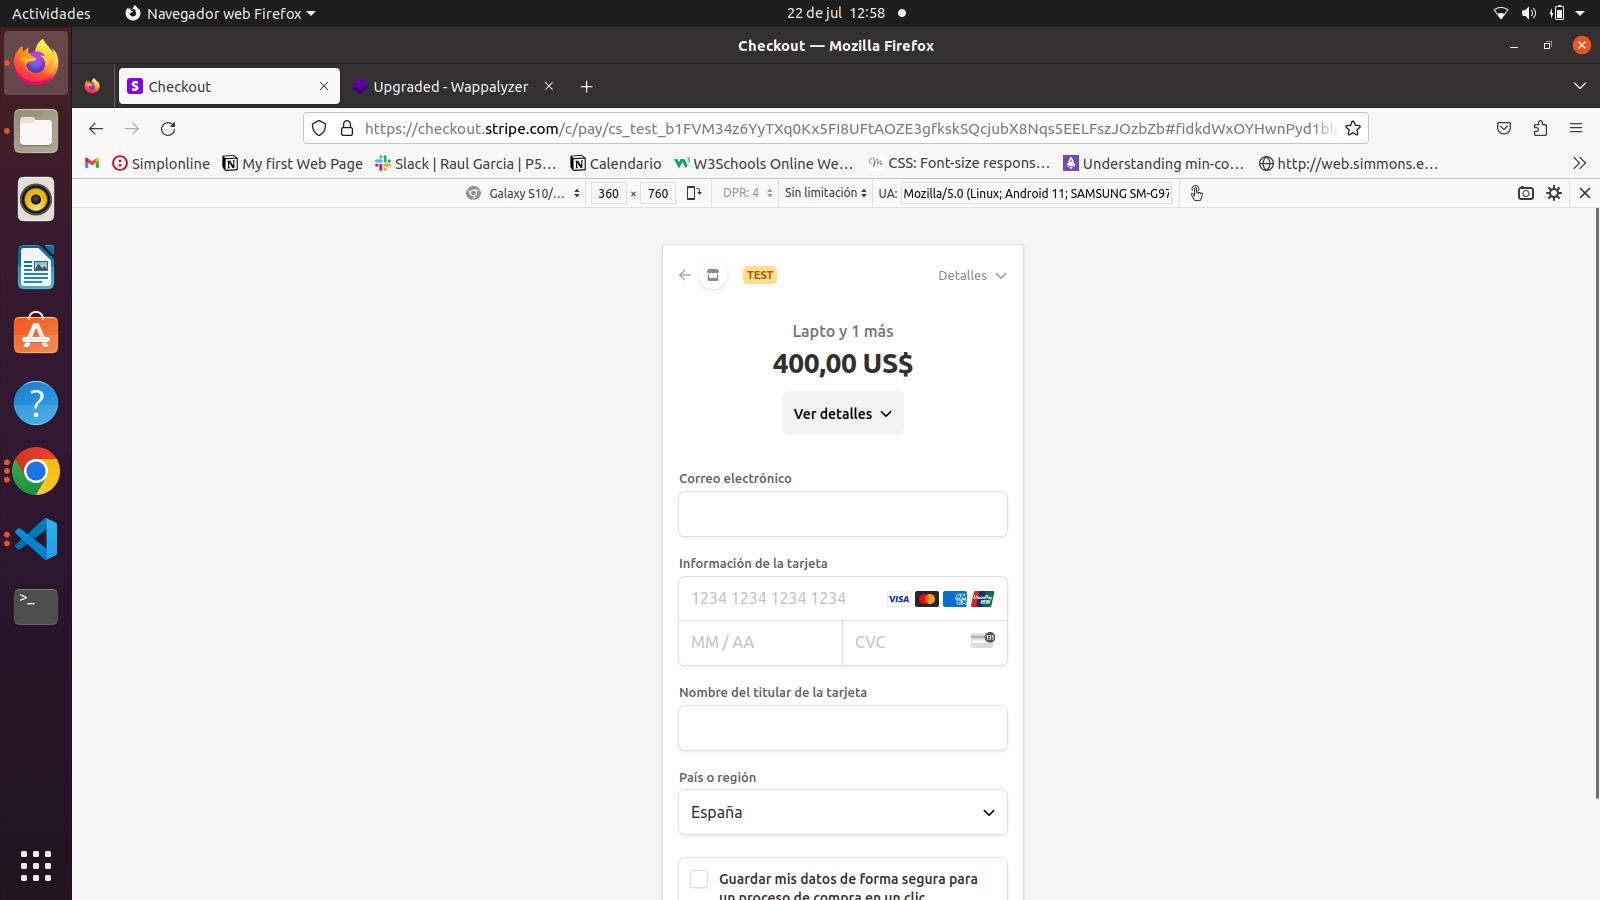 Actividades
Navegador web Firefox
22 de jul 12:58
Checkout — Mozilla Firefox
Checkout
Upgraded - Wappalyzer
https://checkout.stripe.com/c/pay/cs_test_b1FVM34z6YyTXq0Kx5FI8UFtAOZE3gfkskSQcjubX8Nqs5EELFszJOzbZb#fidkdWxOYHwnPyd1bl
Simplonline
My first Web Page
Slack | Raul Garcia | P5…
Calendario
W3Schools Online We…
CSS: Font-size respons…
Understanding min-co…
http://web.simmons.e…
Galaxy S10/…
360 × 760
DPR: 4
Sin limitación
UA: Mozilla/5.0 (Linux; Android 11; SAMSUNG SM-G97
TEST
Detalles
Lapto y 1 más
400,00 US$
Ver detalles
Correo electrónico
Información de la tarjeta
1234 1234 1234 1234
VISA
MM / AA
CVC
135
Nombre del titular de la tarjeta
País o región
España
Guardar mis datos de forma segura para
un proceso de compra en un clic